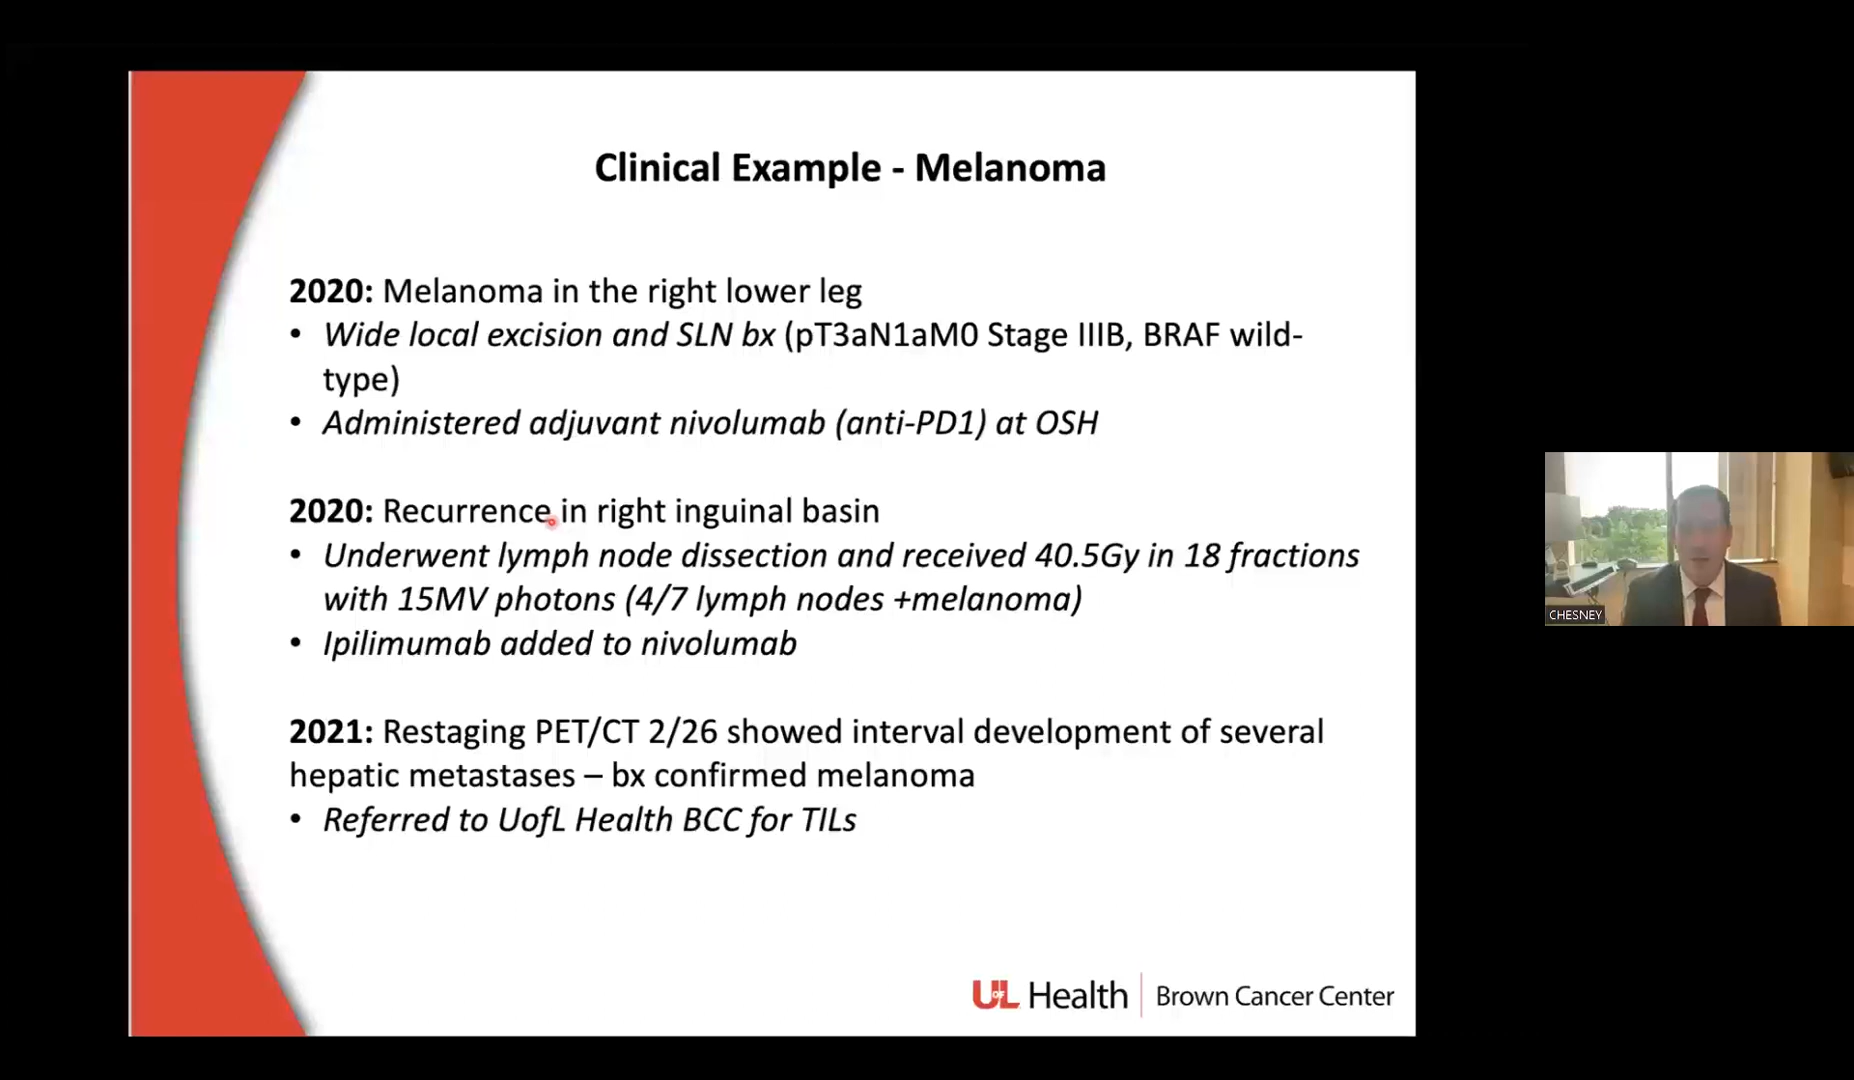 Clinical Example - Melanoma
2020: Melanoma in the right lower leg
• Wide local excision and SLN bx (pT3aN1aM0 Stage IIIB, BRAF wild-
type)
• Administered adjuvant nivolumab (anti-PD1) at OSH
2020: Recurrence in right inguinal basin
• Underwent lymph node dissection and received 40.5Gy in 18 fractions
with 15MV photons (4/7 lymph nodes +melanoma)
• Ipilimumab added to nivolumab
2021: Restaging PET/CT 2/26 showed interval development of several
hepatic metastases – bx confirmed melanoma
• Referred to UofL Health BCC for TILs
UofL Health | Brown Cancer Center
CHESNEY